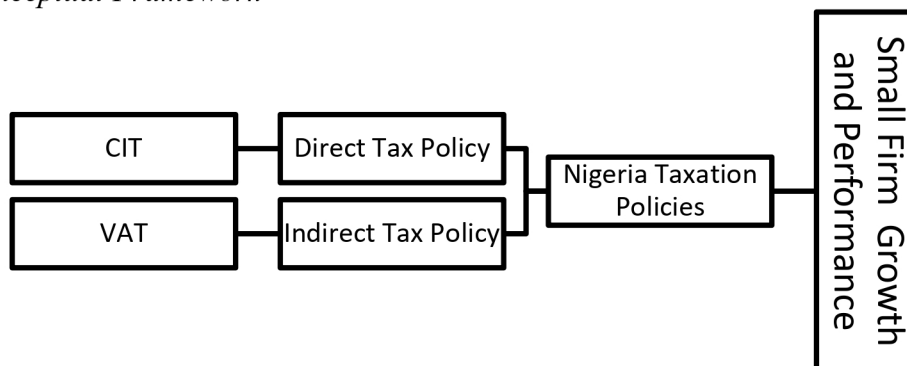 CIT
Direct Tax Policy
VAT
Indirect Tax Policy
Nigeria Taxation
Policies
Small Firm Growth
and Performance